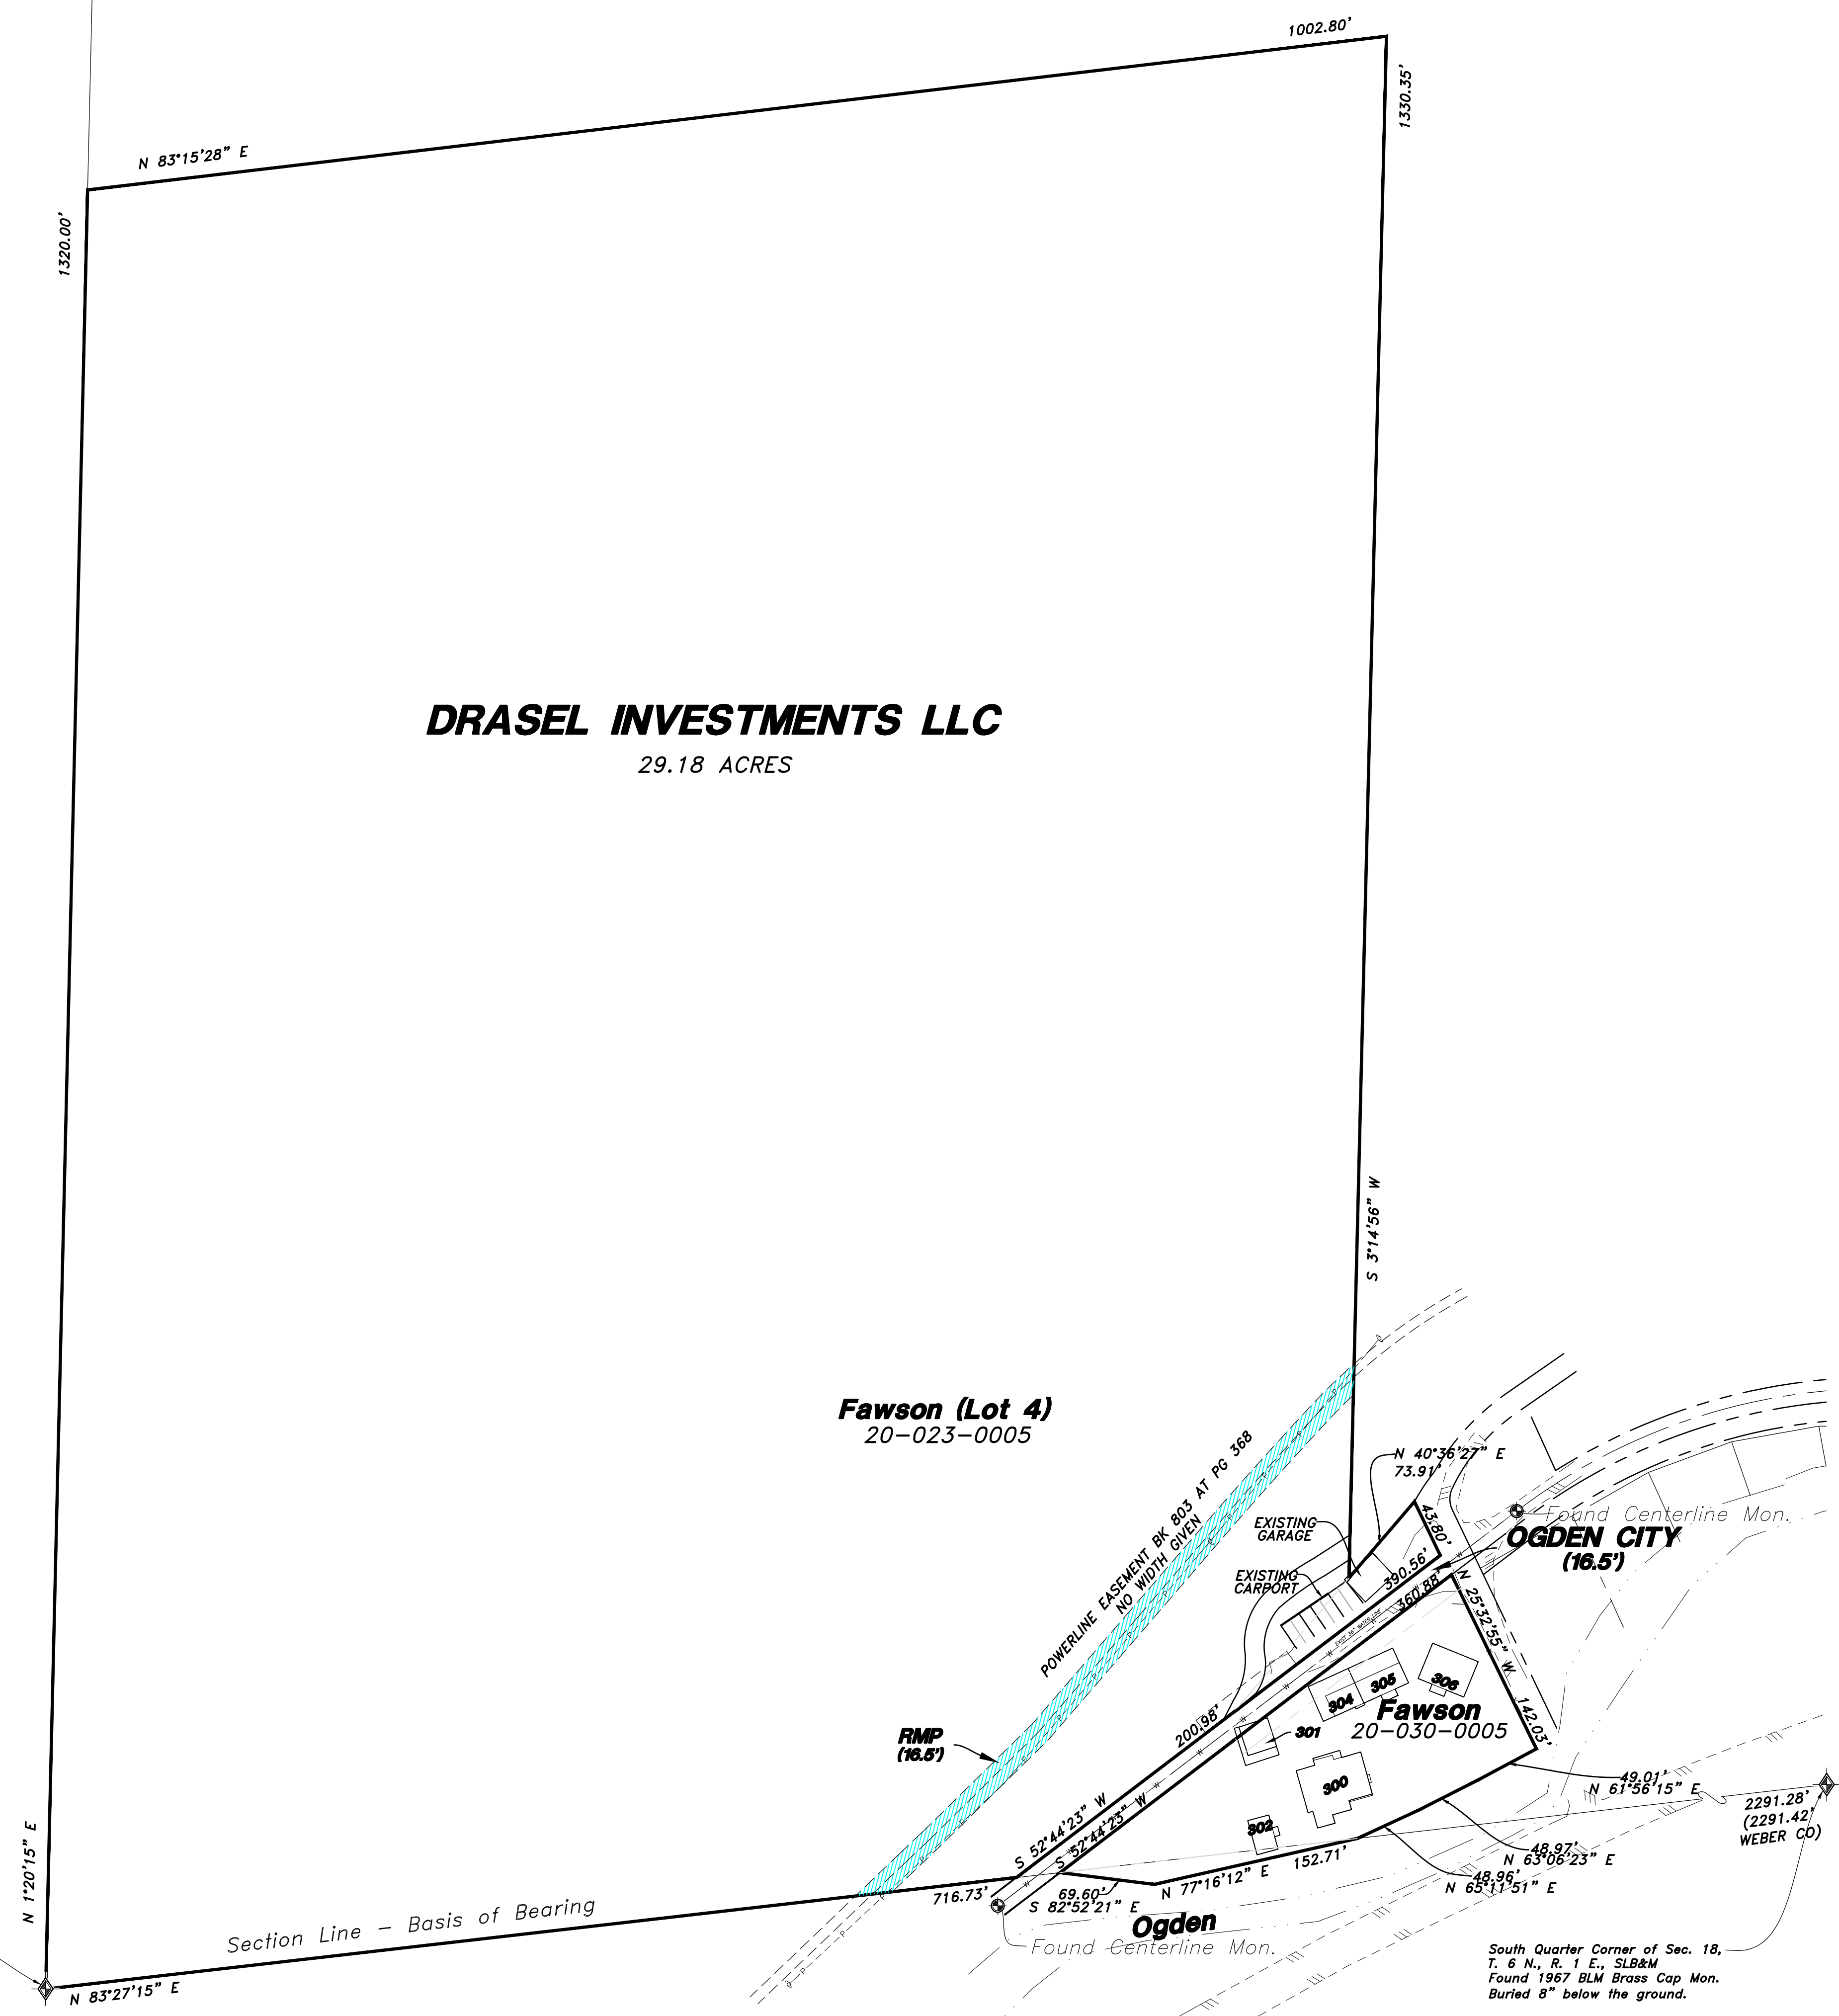 1002.80'
1330.35'
N 83°15'28" E
1320.00'
DRASEL INVESTMENTS LLC
29.18 ACRES
S 3°14'56" W
Fawson (Lot 4)
20-023-0005
POWERLINE EASEMENT BK 803 AT PG 368
NO WIDTH GIVEN
N 40°36'27" E
73.91'
43.80'
Found Centerline Mon.
OGDEN CITY
(16.5')
EXISTING
GARAGE
EXISTING
CARPORT
390.56'
360.88'
EXIST 36" WATER LINE
N 25°32'55" W
142.03'
304
305
306
Fawson
20-030-0005
301
300
302
200.98'
RMP
(16.5')
S 52°44'23" W
S 52°44'23" W
49.01'
N 61°56'15" E
2291.28'
(2291.42'
WEBER CO)
48.97'
N 63°06'23" E
48.96'
N 65°11'51" E
152.71'
N 77°16'12" E
69.60'
S 82°52'21" E
716.73'
Ogden
Found Centerline Mon.
N 1°20'15" E
Section Line - Basis of Bearing
N 83°27'15" E
South Quarter Corner of Sec. 18,
T. 6 N., R. 1 E., SLB&M
Found 1967 BLM Brass Cap Mon.
Buried 8" below the ground.